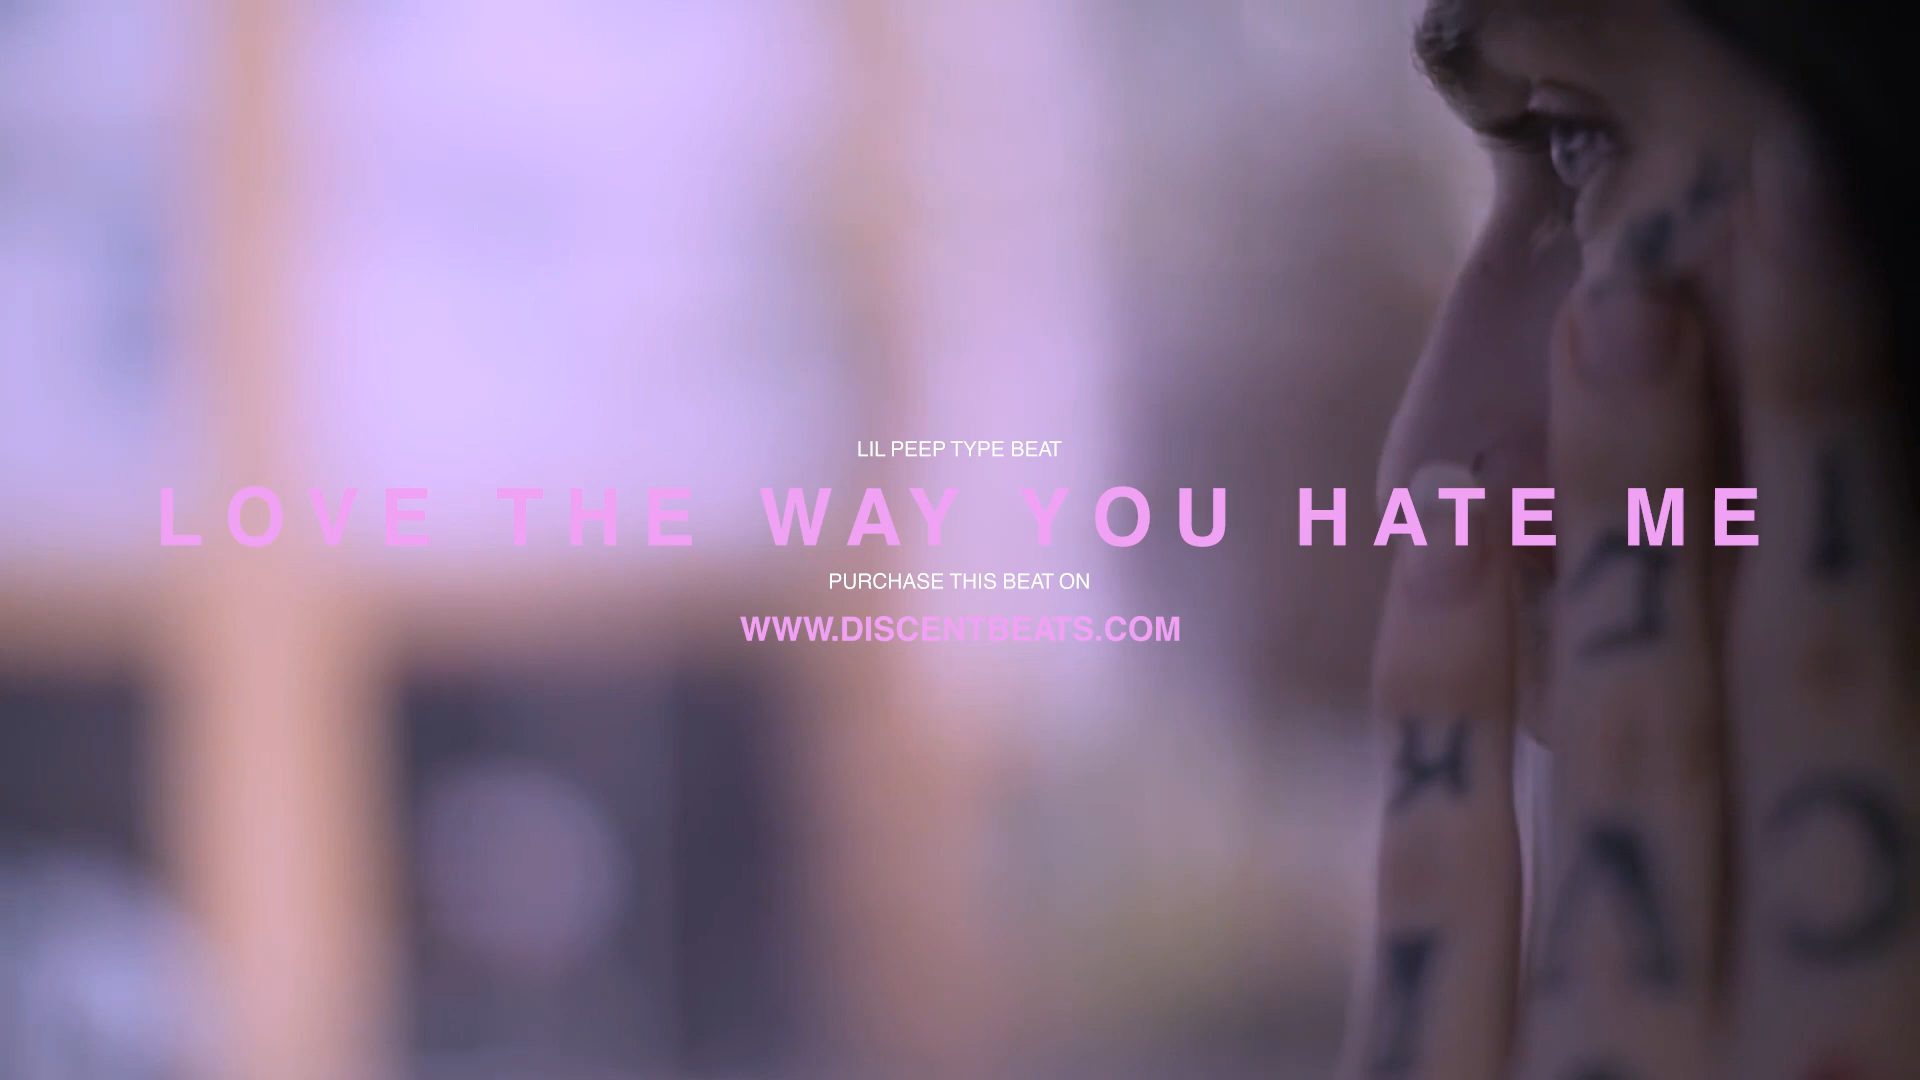 LIL PEEP TYPE BEAT
LOVE THE WAY YOU HATE ME
PURCHASE THIS BEAT ON
WWW.DISCENTBEATS.COM